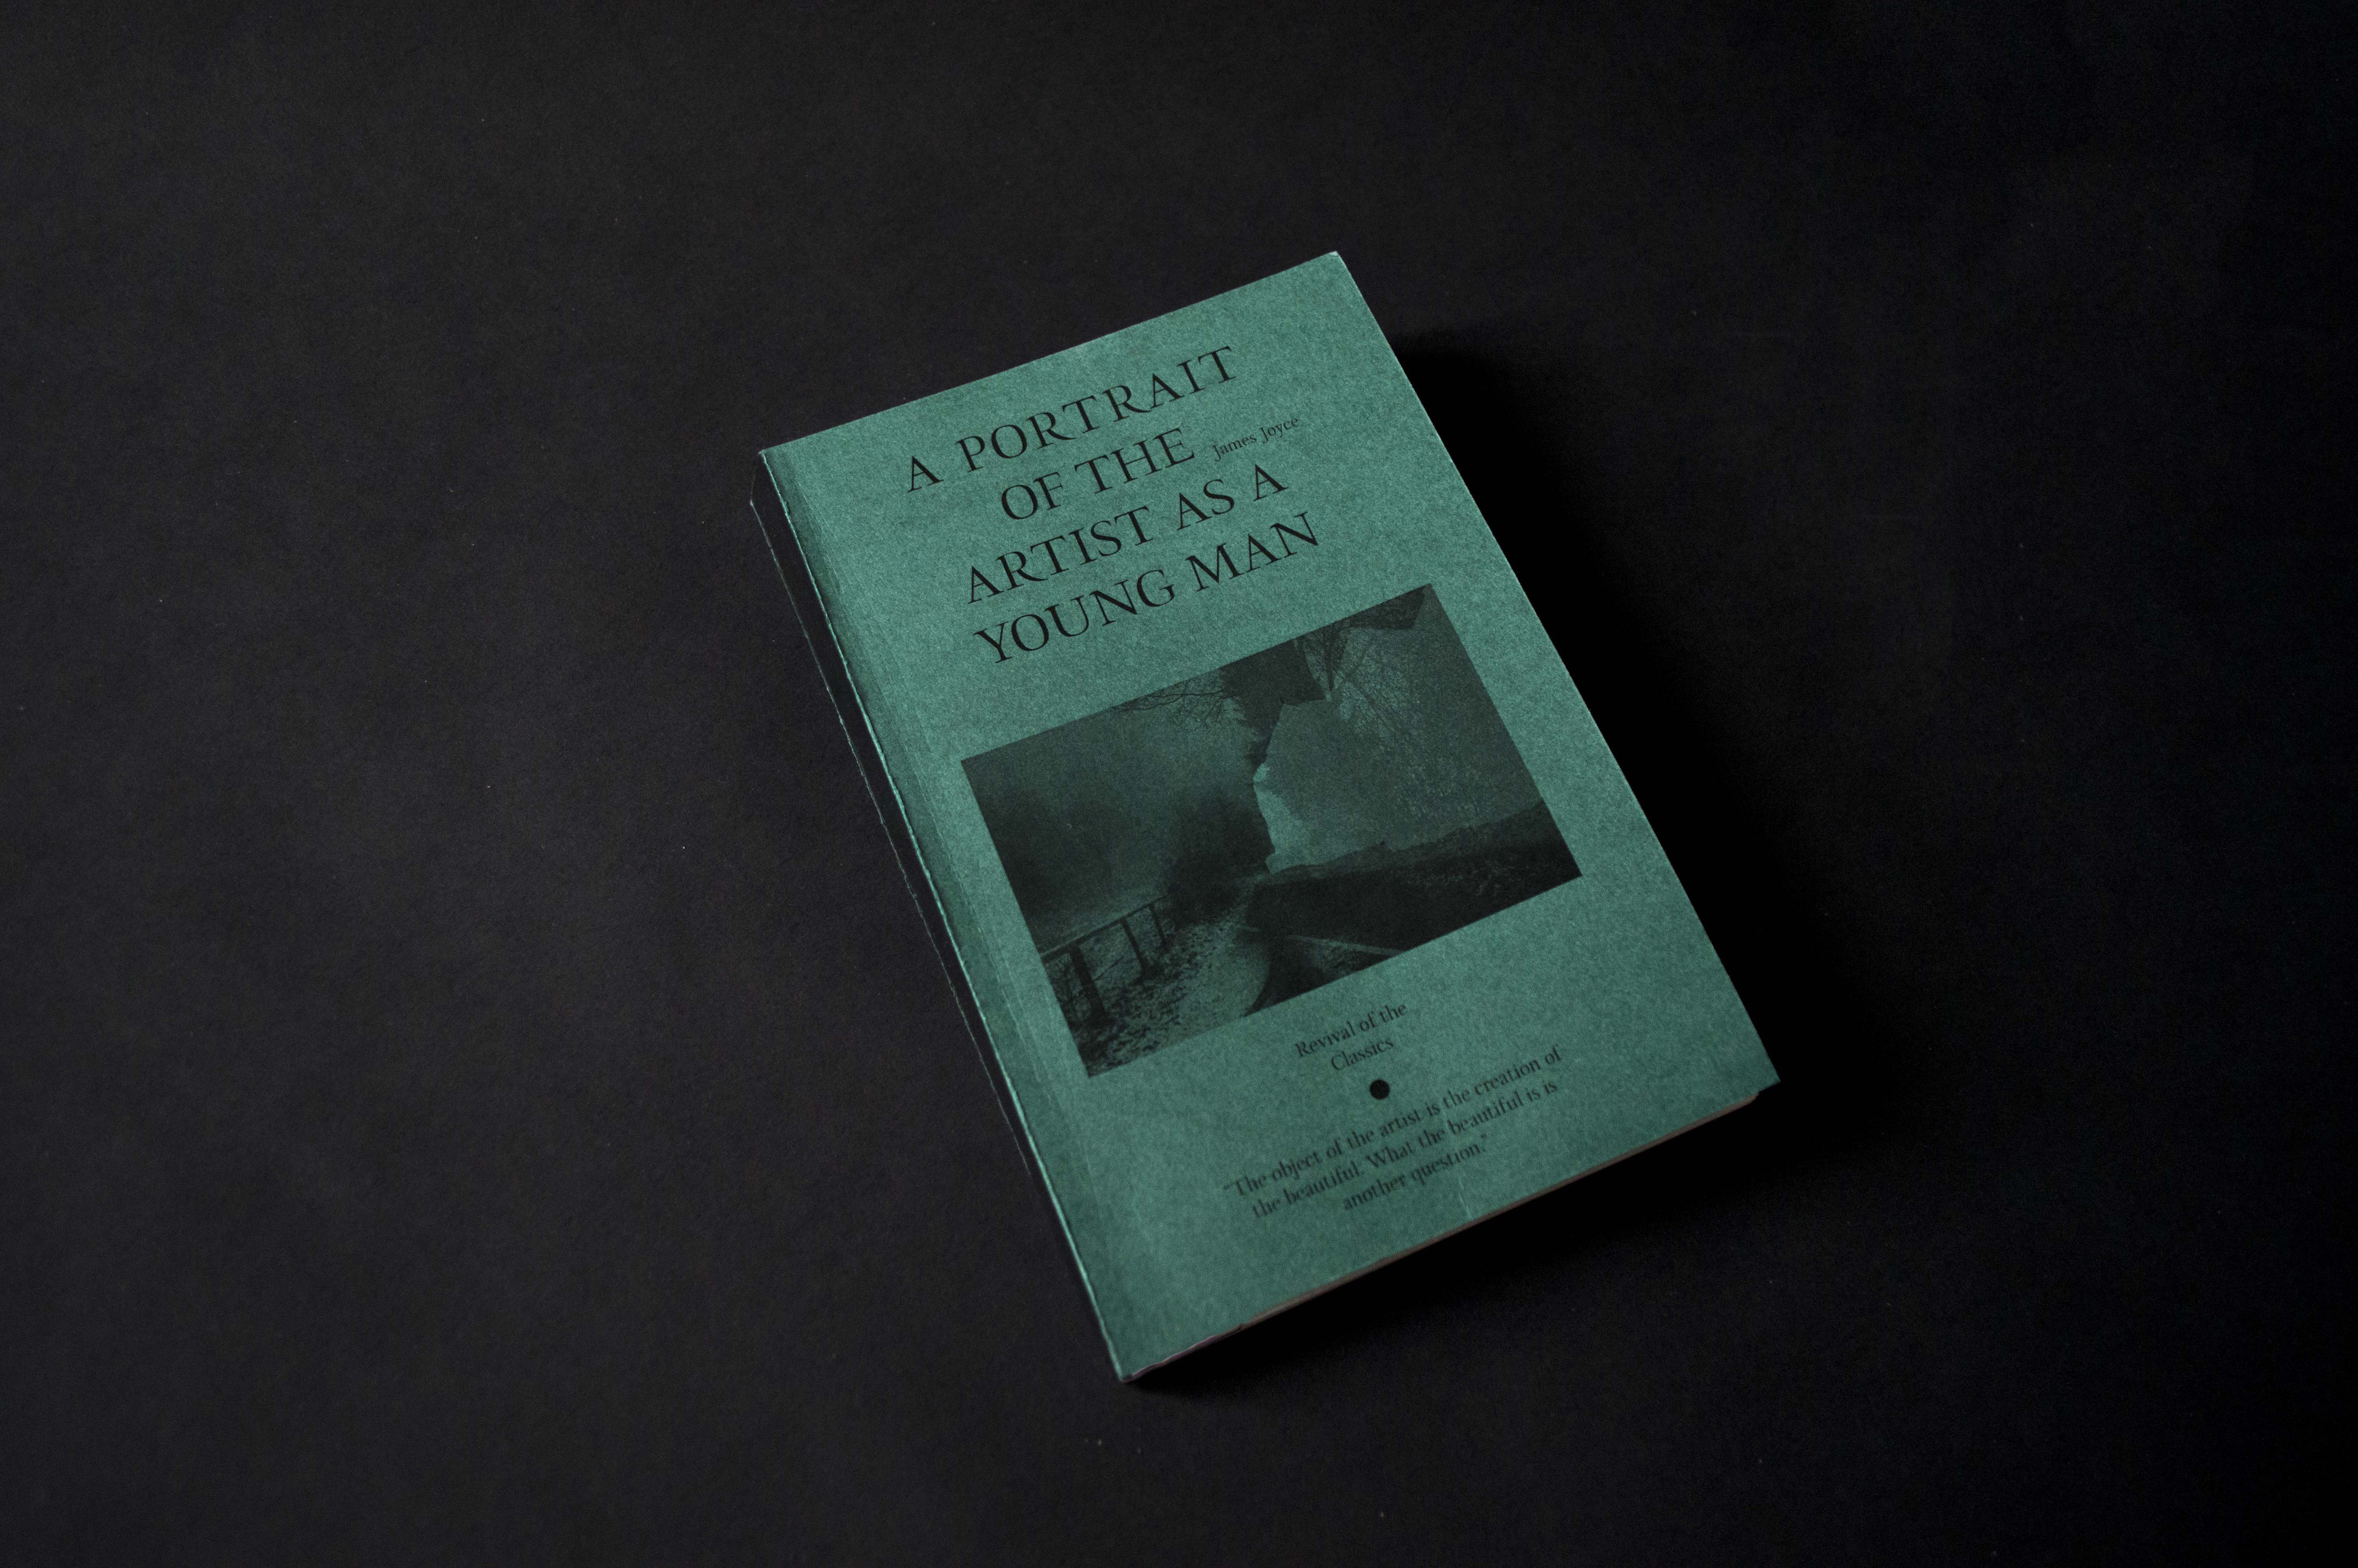 A PORTRAIT
OF THE
James Joyce
ARTIST AS A
YOUNG MAN
Revival of the
Classics
"The object of the artist is the creation of
the beautiful. What the beautiful is is
another question."